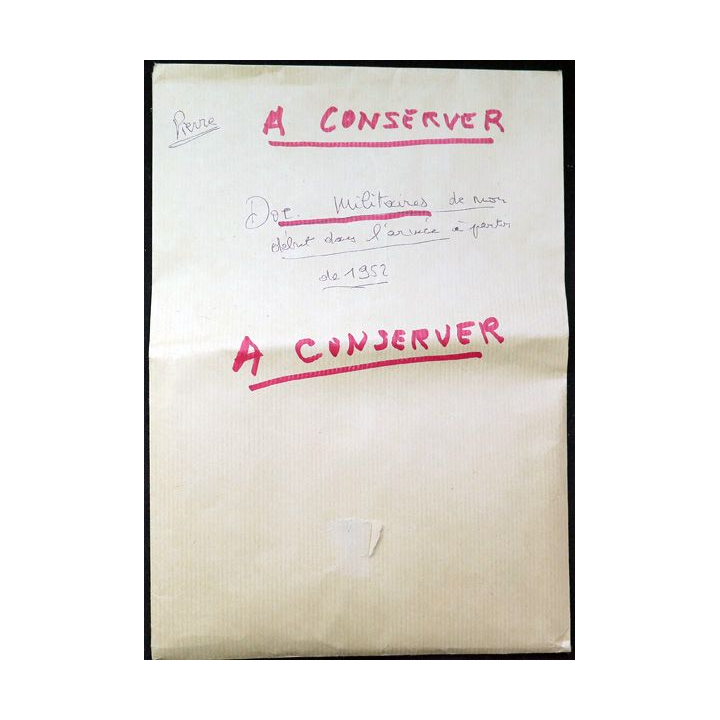 Pierre
A CONSERVER
Doc. Militaires de mon
début dans l'armée à partir
de 1952
A CONSERVER